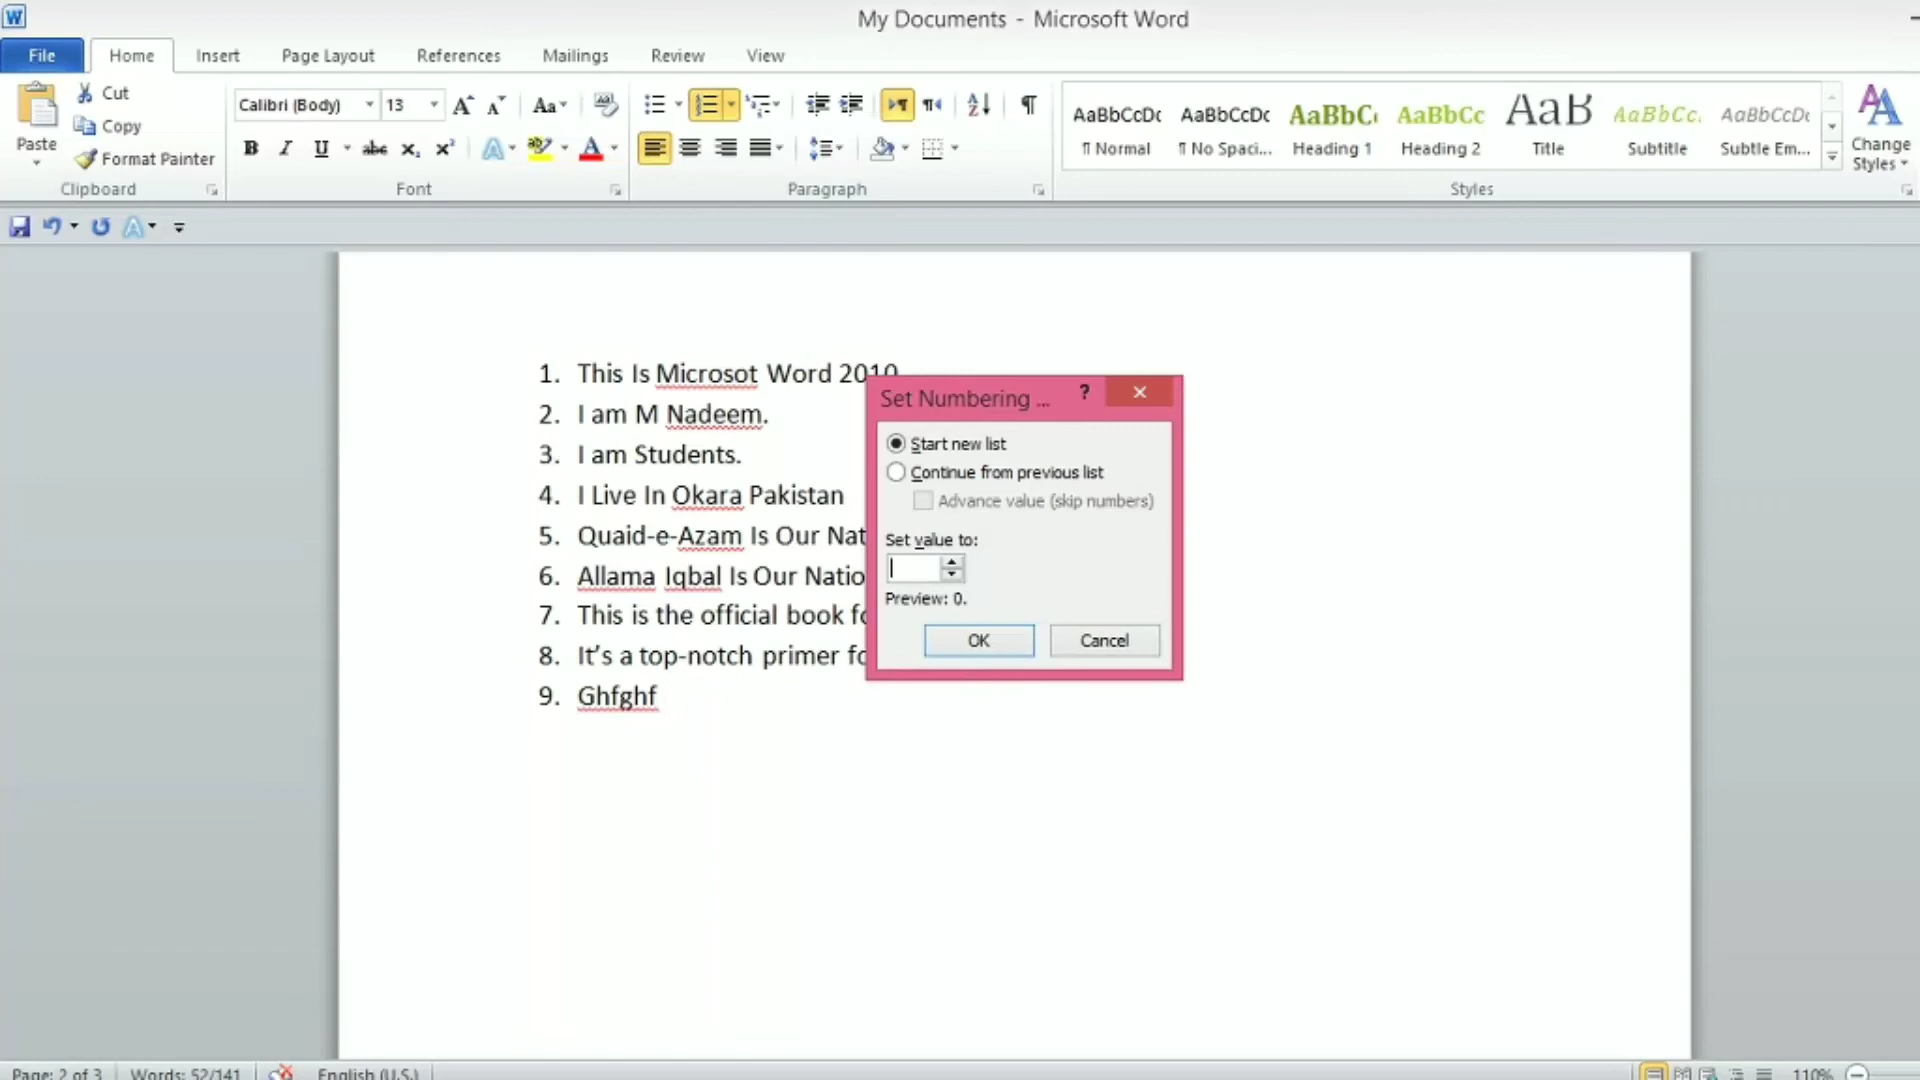 My Documents - Microsoft Word
File Home Insert Page Layout References Mailings Review View
Paste
Cut
Copy
Format Painter
Clipboard
Calibri (Body) 13
Font
Paragraph
AaBbCcDc AaBbCcDc AaBbC AaBbCc AaB AaBbCc. AaBbCcDc
¶ Normal ¶ No Spaci... Heading 1 Heading 2 Title Subtitle Subtle Em...
Change
Styles
Styles
1. This Is Microsot Word 2010
2. I am M Nadeem.
3. I am Students.
4. I Live In Okara Pakistan
5. Quaid-e-Azam Is Our Nat
6. Allama Iqbal Is Our Natio
7. This is the official book fo
8. It’s a top-notch primer fo
9. Ghfghf
Set Numbering ...
Start new list
Continue from previous list
Advance value (skip numbers)
Set value to:
Preview: 0.
OK Cancel
Page: 2 of 3 Words: 52/141 English (U.S.) 110%